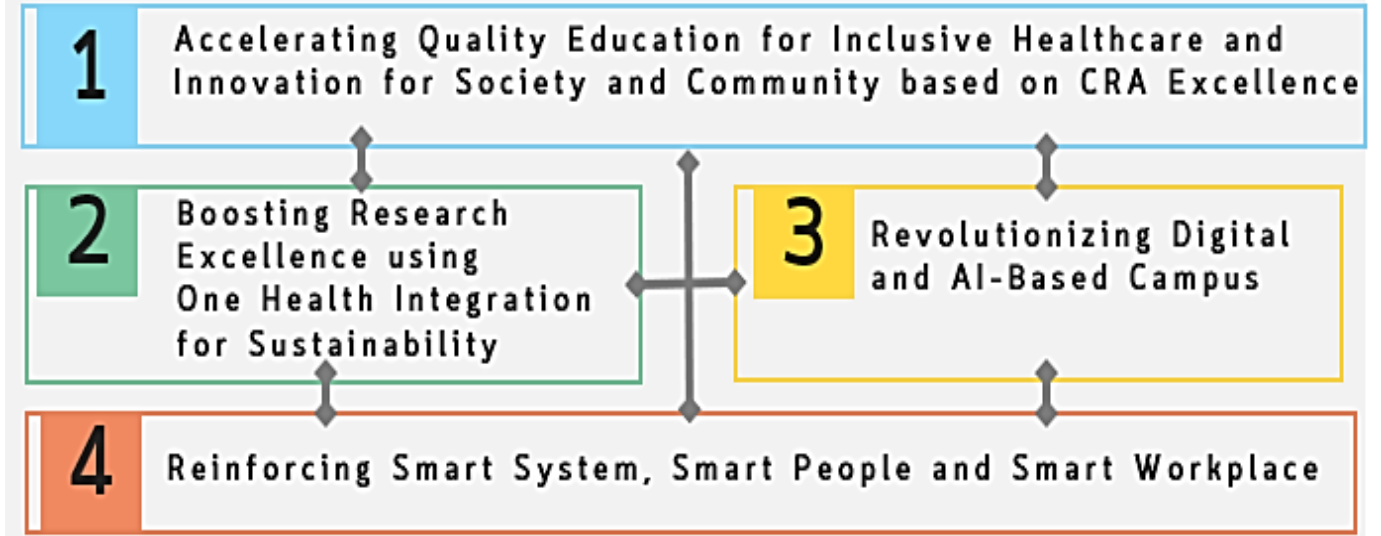 1
Accelerating Quality Education for Inclusive Healthcare and
Innovation for Society and Community based on CRA Excellence
2
Boosting Research
Excellence using
One Health Integration
for Sustainability
3
Revolutionizing Digital
and AI-Based Campus
4
Reinforcing Smart System, Smart People and Smart Workplace